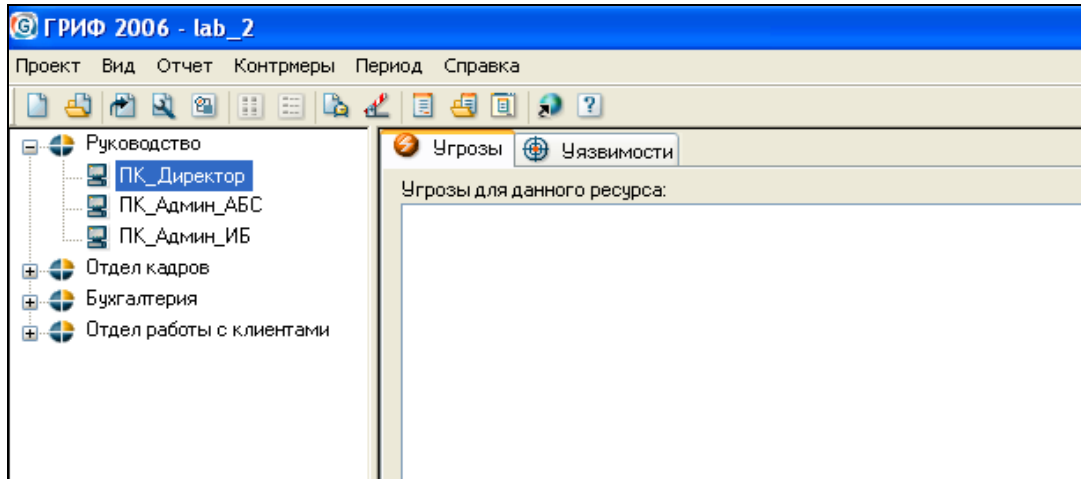 ГРИФ 2006 - lab_2
Проект Вид Отчет Контрмеры Период Справка
Руководство
ПК_Директор
ПК_Админ_АБС
ПК_Админ_ИБ
Отдел кадров
Бухгалтерия
Отдел работы с клиентами
Угрозы Уязвимости
Угрозы для данного ресурса: